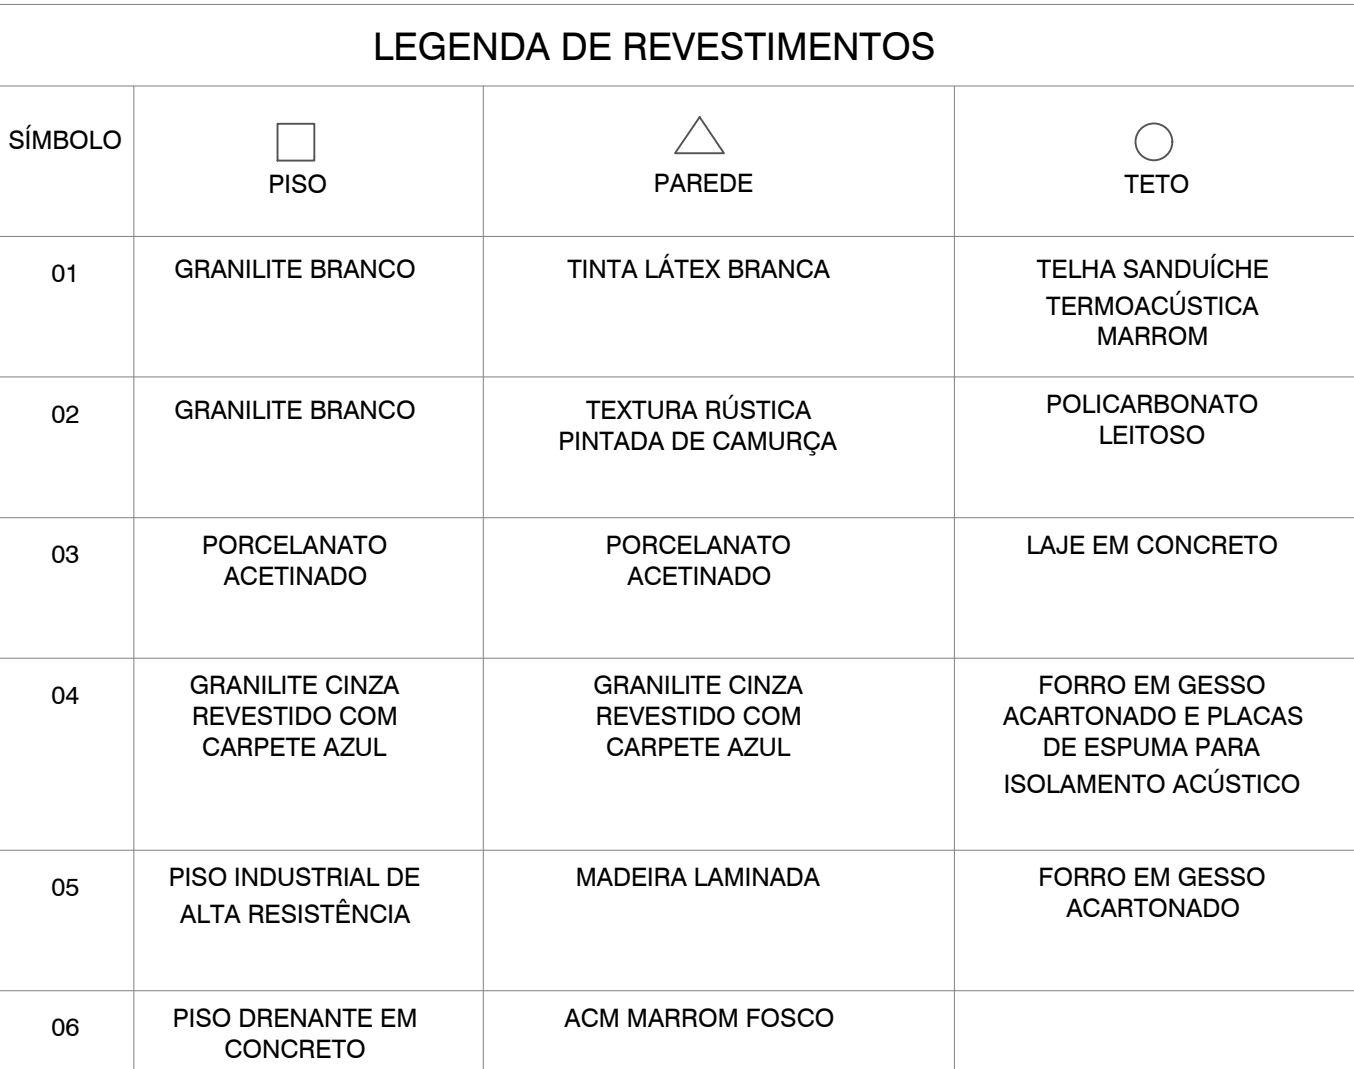 LEGENDA DE REVESTIMENTOS
SÍMBOLO
PISO
PAREDE
TETO
01
GRANILITE BRANCO
TINTA LÁTEX BRANCA
TELHA SANDUÍCHE
TERMOACÚSTICA
MARROM
02
GRANILITE BRANCO
TEXTURA RÚSTICA
PINTADA DE CAMURÇA
POLICARBONATO
LEITOSO
03
PORCELANATO
ACETINADO
PORCELANATO
ACETINADO
LAJE EM CONCRETO
04
GRANILITE CINZA
REVESTIDO COM
CARPETE AZUL
GRANILITE CINZA
REVESTIDO COM
CARPETE AZUL
FORRO EM GESSO
ACARTONADO E PLACAS
DE ESPUMA PARA
ISOLAMENTO ACÚSTICO
05
PISO INDUSTRIAL DE
ALTA RESISTÊNCIA
MADEIRA LAMINADA
FORRO EM GESSO
ACARTONADO
06
PISO DRENANTE EM
CONCRETO
ACM MARROM FOSCO